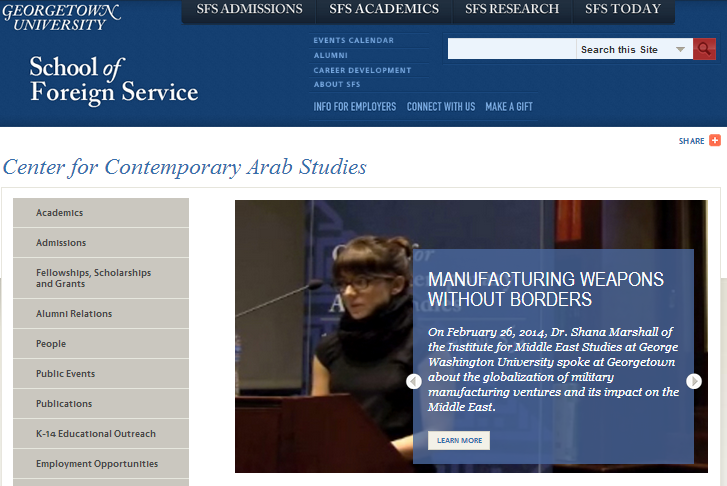 GEORGETOWN
UNIVERSITY
SFS ADMISSIONS
SFS ACADEMICS
SFS RESEARCH
SFS TODAY
School of
Foreign Service
EVENTS CALENDAR
ALUMNI
CAREER DEVELOPMENT
ABOUT SFS
INFO FOR EMPLOYERS
CONNECT WITH US
MAKE A GIFT
Search this Site
SHARE
Center for Contemporary Arab Studies
Academics
Admissions
Fellowships, Scholarships
and Grants
Alumni Relations
People
Public Events
Publications
K-14 Educational Outreach
Employment Opportunities
MANUFACTURING WEAPONS
WITHOUT BORDERS
On February 26, 2014, Dr. Shana Marshall of
the Institute for Middle East Studies at George
Washington University spoke at Georgetown
about the globalization of military
manufacturing ventures and its impact on the
Middle East.
LEARN MORE